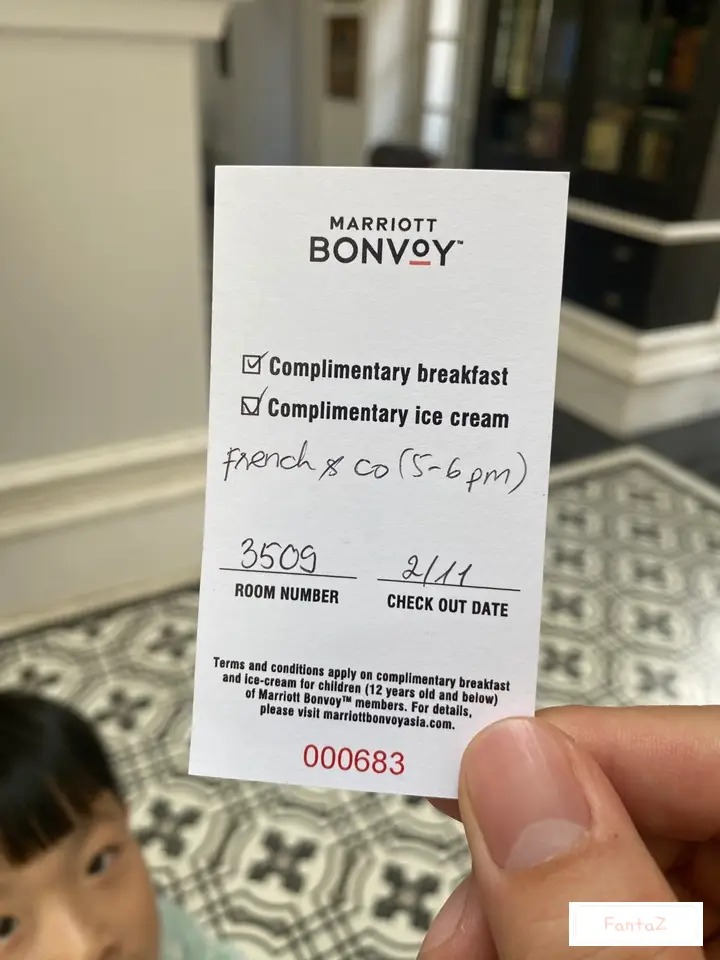 MARRIOTT
BONVOY™
Complimentary breakfast
Complimentary ice cream
French & Co (5-6 pm)
3509 2/11
ROOM NUMBER CHECK OUT DATE
Terms and conditions apply on complimentary breakfast
and ice-cream for children (12 years old and below)
of Marriott Bonvoy™ members. For details,
please visit marriottbonvoyasia.com.
000683
FantaZ